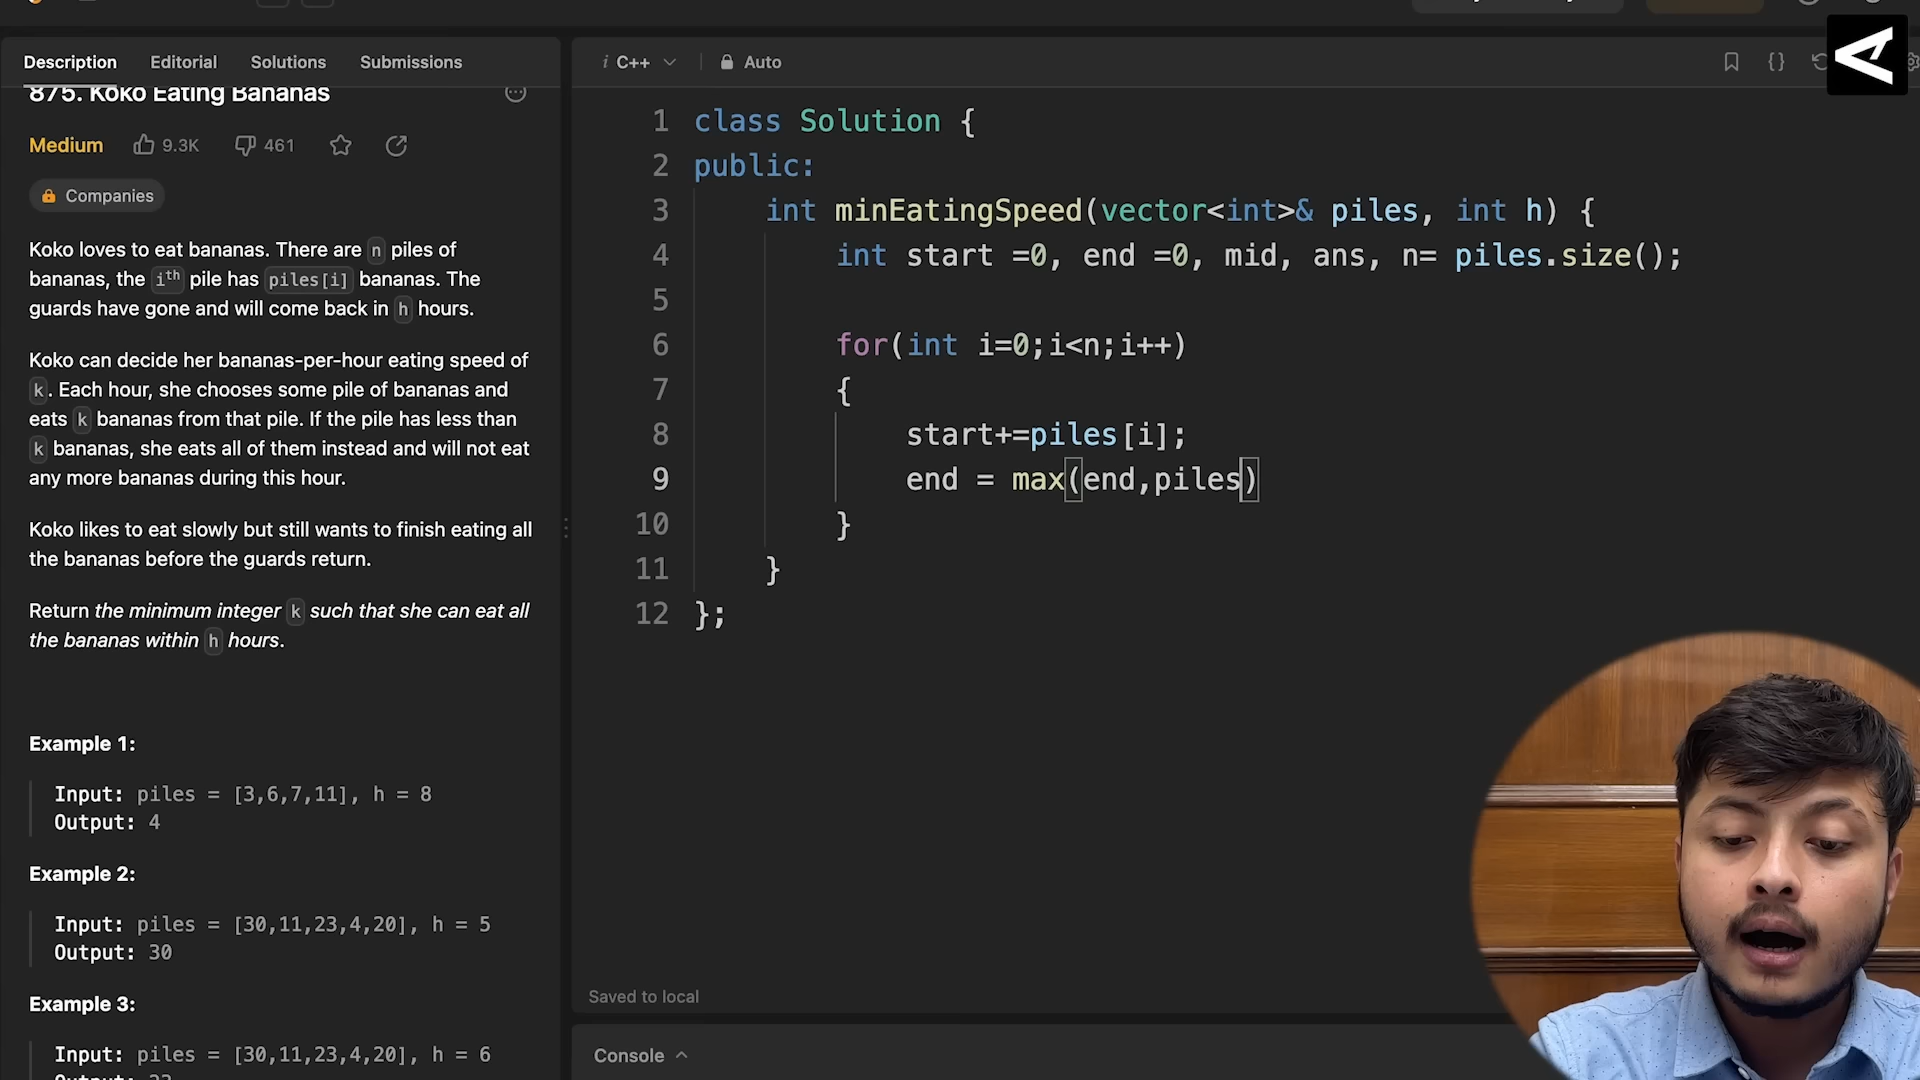 Description Editorial Solutions Submissions
875. Koko Eating Bananas
Medium 9.3K 461
Companies
Koko loves to eat bananas. There are n piles of
bananas, the ith pile has piles[i] bananas. The
guards have gone and will come back in h hours.
Koko can decide her bananas-per-hour eating speed of
k. Each hour, she chooses some pile of bananas and
eats k bananas from that pile. If the pile has less than
k bananas, she eats all of them instead and will not eat
any more bananas during this hour.
Koko likes to eat slowly but still wants to finish eating all
the bananas before the guards return.
Return the minimum integer k such that she can eat all
the bananas within h hours.
Example 1:
Input: piles = [3,6,7,11], h = 8
Output: 4
Example 2:
Input: piles = [30,11,23,4,20], h = 5
Output: 30
Example 3:
Input: piles = [30,11,23,4,20], h = 6
i C++ Auto
1 class Solution {
2 public:
3 int minEatingSpeed(vector<int>& piles, int h) {
4 int start =0, end =0, mid, ans, n= piles.size();
5
6 for(int i=0;i<n;i++)
7 {
8 start+=piles[i];
9 end = max(end,piles)
10 }
11 }
12 };
Saved to local
Console